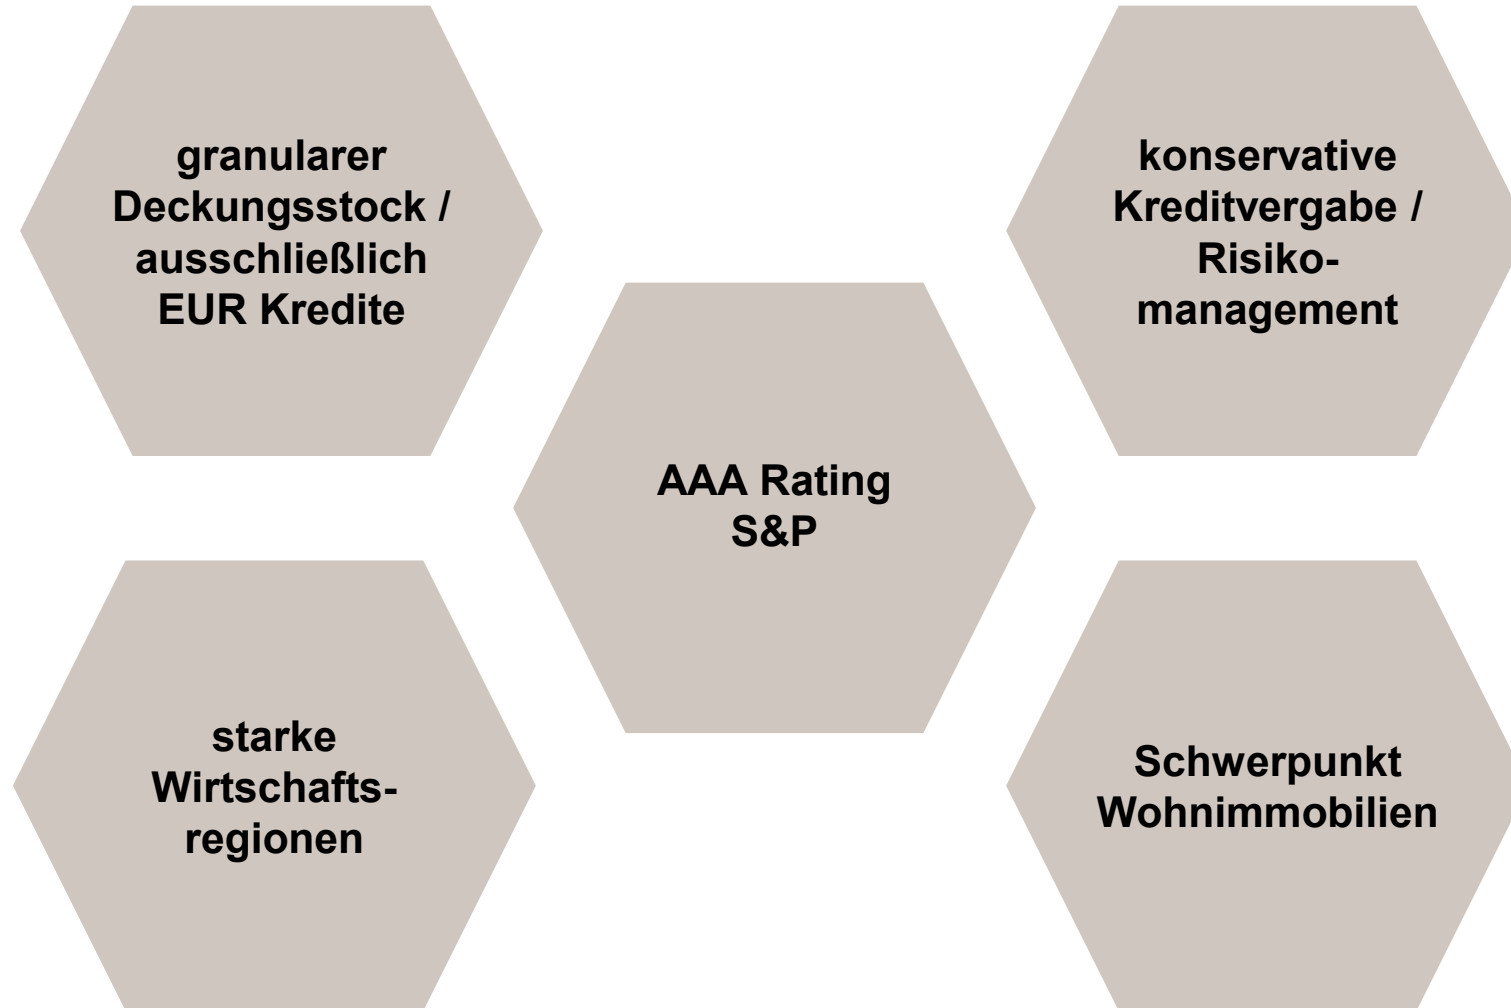 granularer
Deckungsstock /
ausschließlich
EUR Kredite
konservative
Kreditvergabe /
Risiko-
management
AAA Rating
S&P
starke
Wirtschafts-
regionen
Schwerpunkt
Wohnimmobilien